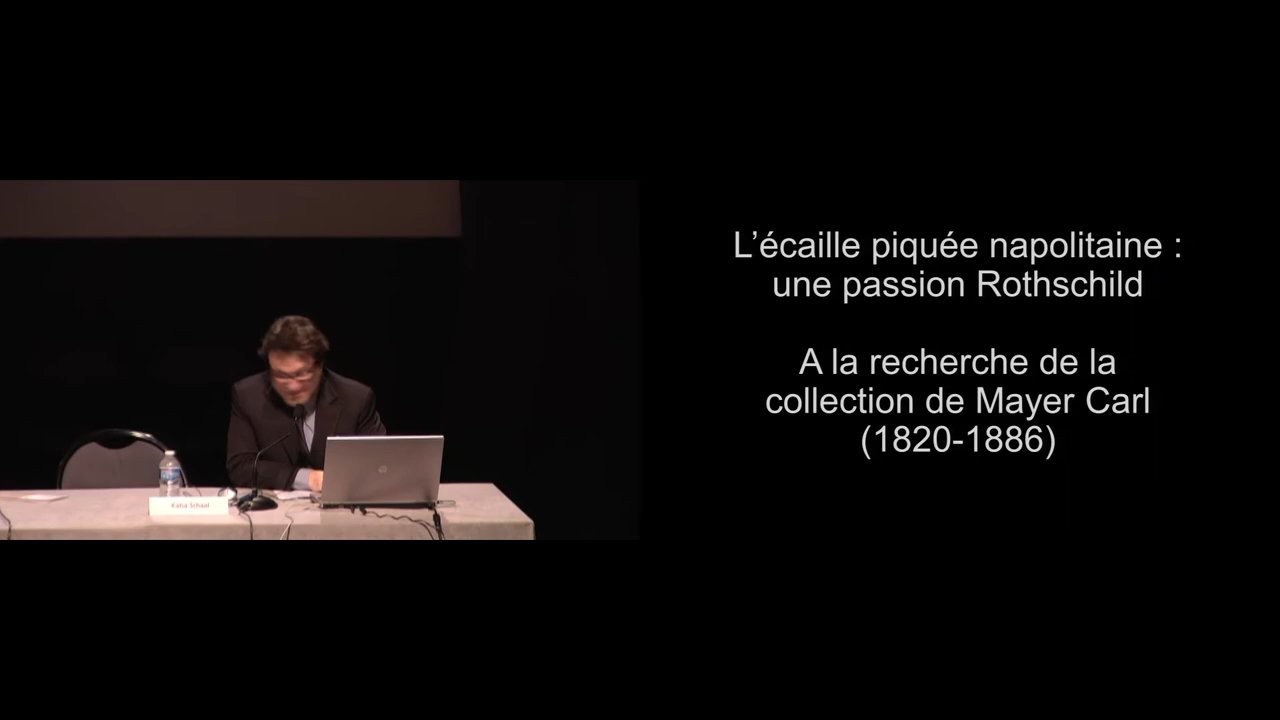 L'écaille piquée napolitaine :
une passion Rothschild
A la recherche de la
collection de Mayer Carl
(1820-1886)
Katia Schaal